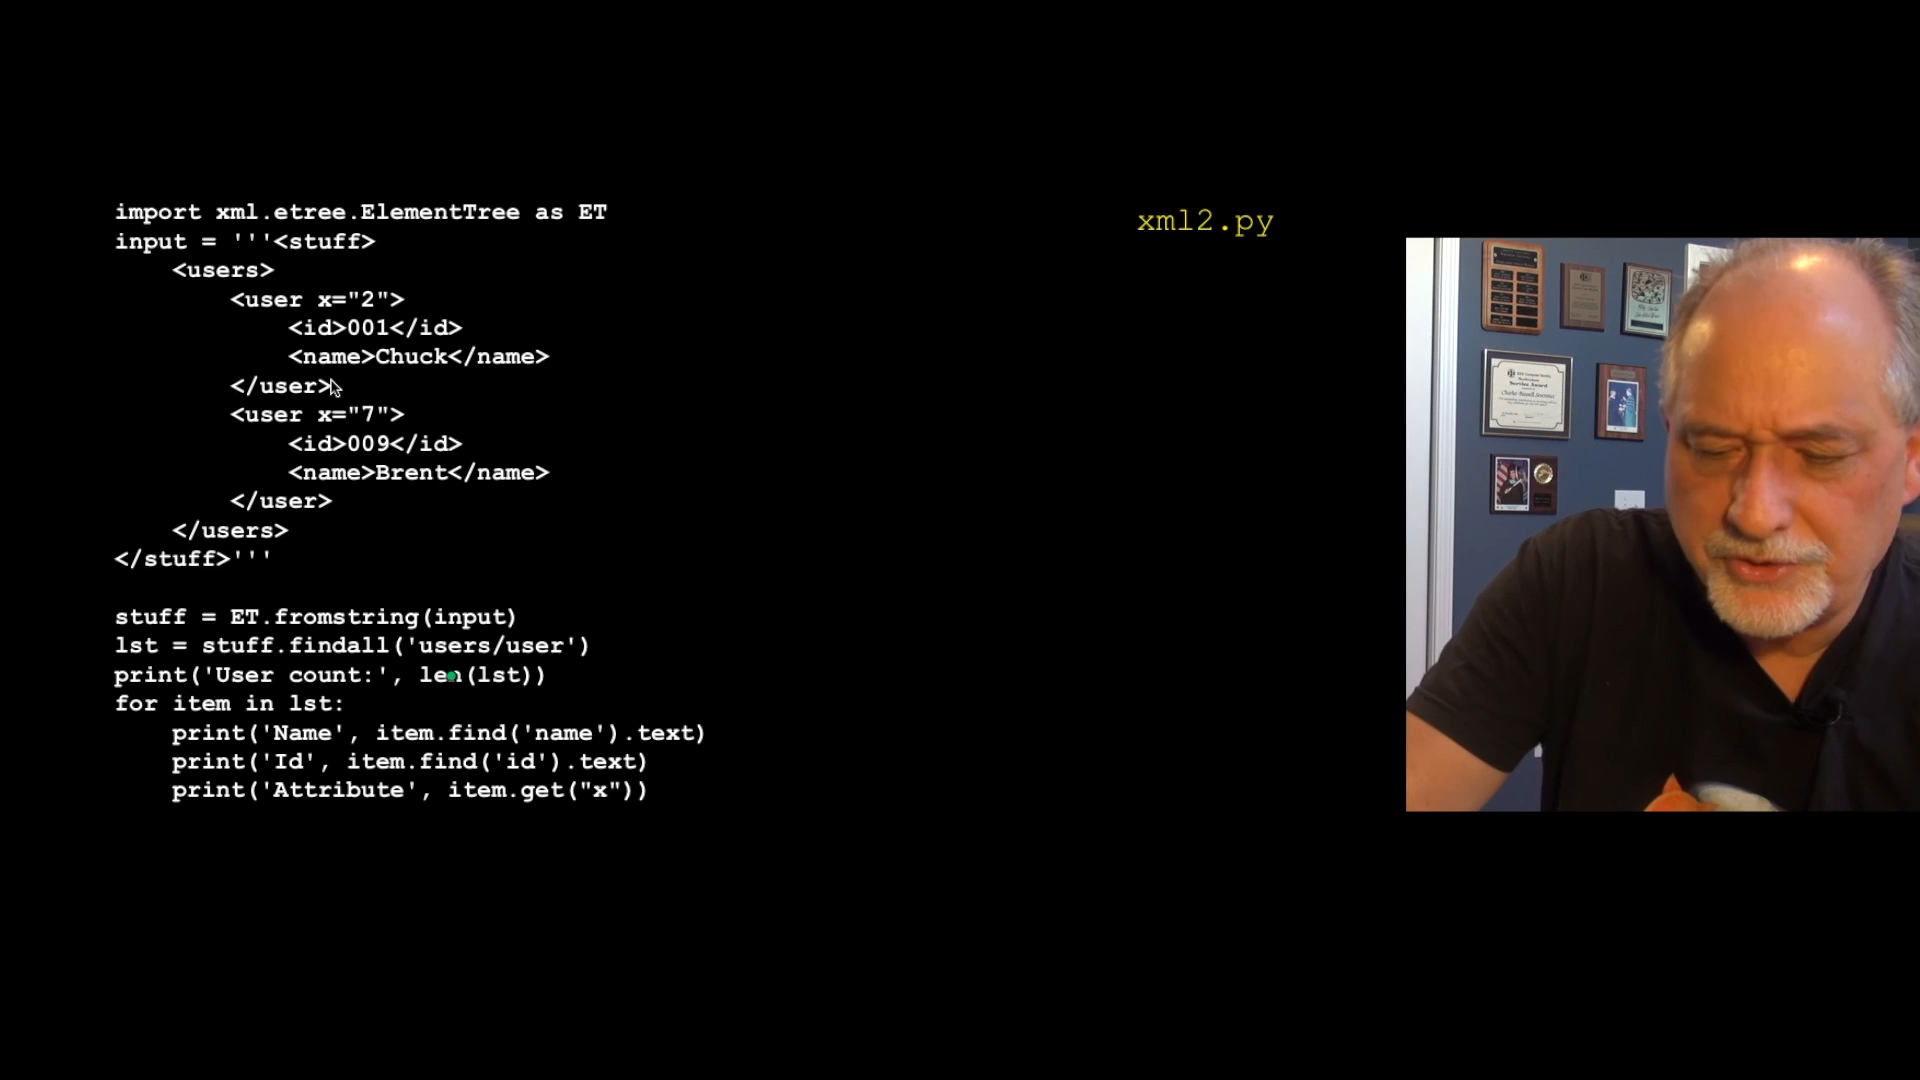 import xml.etree.ElementTree as ET
input = '''<stuff>
    <users>
        <user x="2">
            <id>001</id>
            <name>Chuck</name>
        </user>
        <user x="7">
            <id>009</id>
            <name>Brent</name>
        </user>
    </users>
</stuff>'''

stuff = ET.fromstring(input)
lst = stuff.findall('users/user')
print('User count:', len(lst))
for item in lst:
    print('Name', item.find('name').text)
    print('Id', item.find('id').text)
    print('Attribute', item.get("x"))
xml2.py
Service Award